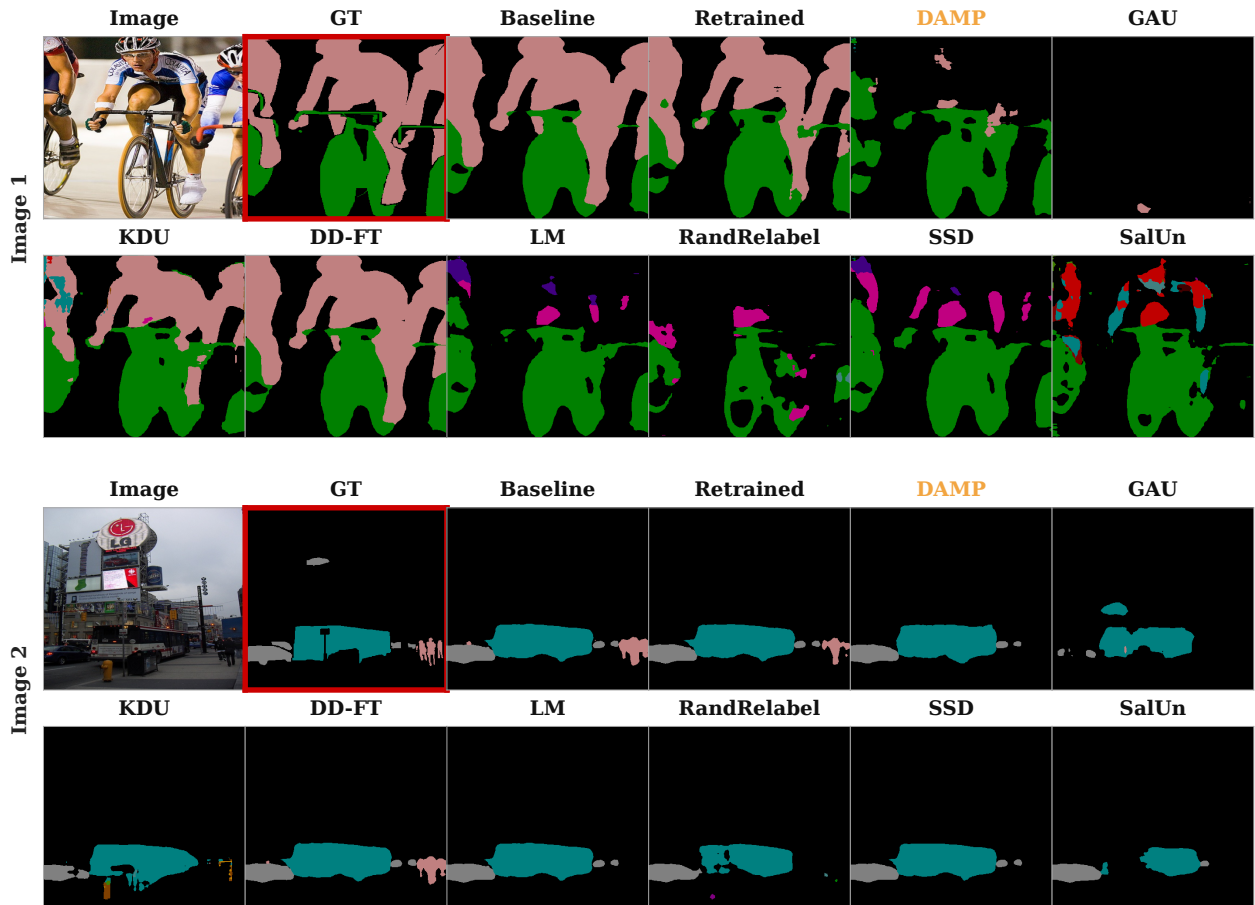 Image GT Baseline Retrained DAMP GAU
Image 1
KDU DD-FT LM RandRelabel SSD SalUn
Image GT Baseline Retrained DAMP GAU
LG
Image 2
KDU DD-FT LM RandRelabel SSD SalUn